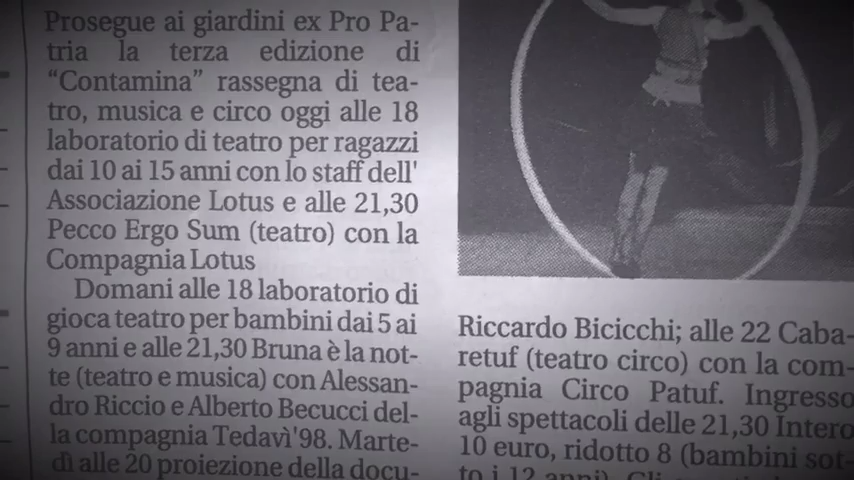 Prosegue ai giardini ex Pro Pa-
tria la terza edizione di
“Contamina” rassegna di tea-
tro, musica e circo oggi alle 18
laboratorio di teatro per ragazzi
dai 10 ai 15 anni con lo staff dell'
Associazione Lotus e alle 21,30
Pecco Ergo Sum (teatro) con la
Compagnia Lotus
Domani alle 18 laboratorio di
gioca teatro per bambini dai 5 ai
9 anni e alle 21,30 Bruna è la not-
te (teatro e musica) con Alessan-
dro Riccio e Alberto Becucci del-
la compagnia Tedavì'98. Marte-
dì alle 20 proiezione della docu-
Riccardo Bicicchi; alle 22 Caba-
retuf (teatro circo) con la com-
pagnia Circo Patuf. Ingresso
agli spettacoli delle 21,30 Intero
10 euro, ridotto 8 (bambini sot-
to i 12 anni). Gli